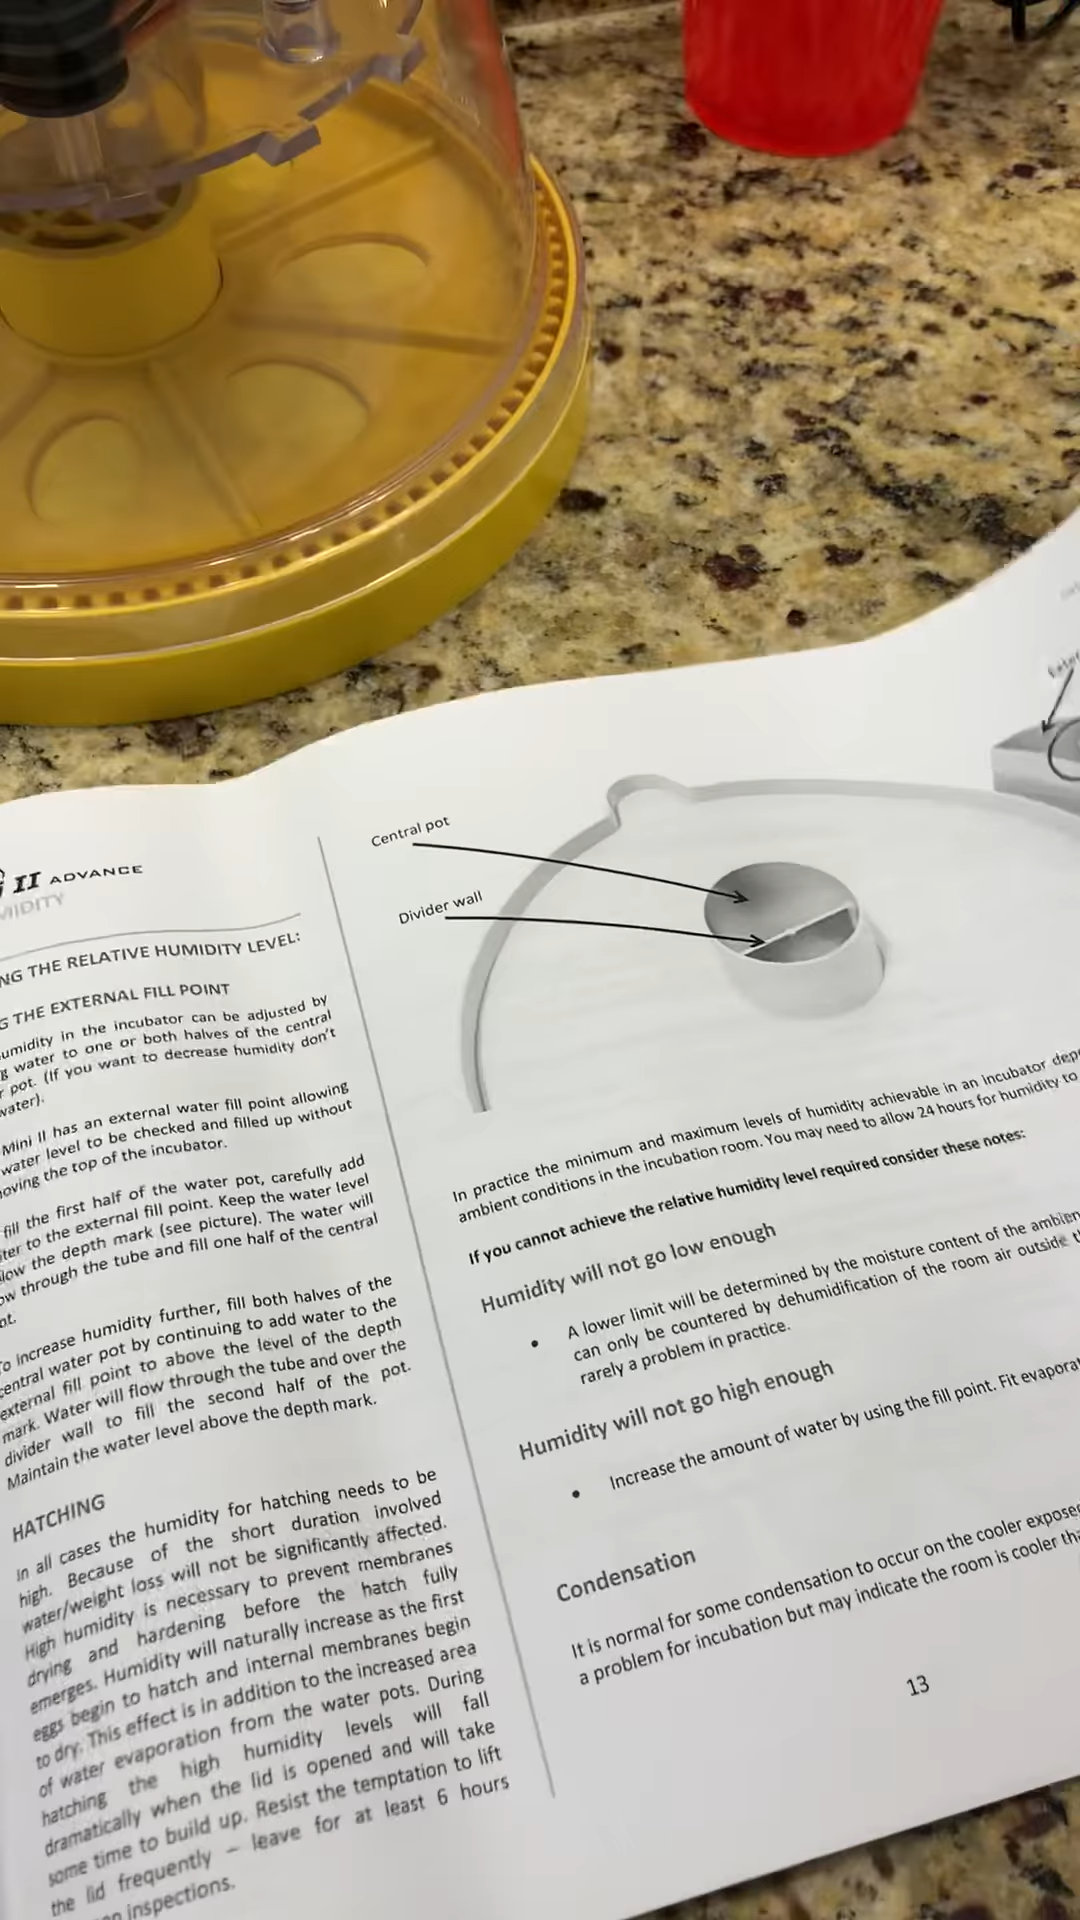 II ADVANCE
MIDITY
NG THE RELATIVE HUMIDITY LEVEL:
G THE EXTERNAL FILL POINT
umidity in the incubator can be adjusted by
g water to one or both halves of the central
r pot. (If you want to decrease humidity don't
water).
Mini II has an external water fill point allowing
water level to be checked and filled up without
oving the top of the incubator.
fill the first half of the water pot, carefully add
ter to the external fill point. Keep the water level
low the depth mark (see picture). The water will
ow through the tube and fill one half of the central
ot.
To increase humidity further, fill both halves of the
central water pot by continuing to add water to the
external fill point to above the level of the depth
mark. Water will flow through the tube and over the
divider wall to fill the second half of the pot.
Maintain the water level above the depth mark.
HATCHING
In all cases the humidity for hatching needs to be
high. Because of the short duration involved
water/weight loss will not be significantly affected.
High humidity is necessary to prevent membranes
drying and hardening before the hatch fully
emerges. Humidity will naturally increase as the first
eggs begin to hatch and internal membranes begin
to dry. This effect is in addition to the increased area
of water evaporation from the water pots. During
hatching the high humidity levels will fall
dramatically when the lid is opened and will take
some time to build up. Resist the temptation to lift
the lid frequently – leave for at least 6 hours
inspections.
Central pot
Divider wall
In practice the minimum and maximum levels of humidity achievable in an incubator dep
ambient conditions in the incubation room. You may need to allow 24 hours for humidity to
If you cannot achieve the relative humidity level required consider these notes:
Humidity will not go low enough
• A lower limit will be determined by the moisture content of the ambien
can only be countered by dehumidification of the room air outside t
rarely a problem in practice.
Humidity will not go high enough
• Increase the amount of water by using the fill point. Fit evaporat
Condensation
It is normal for some condensation to occur on the cooler expose
a problem for incubation but may indicate the room is cooler tha
13